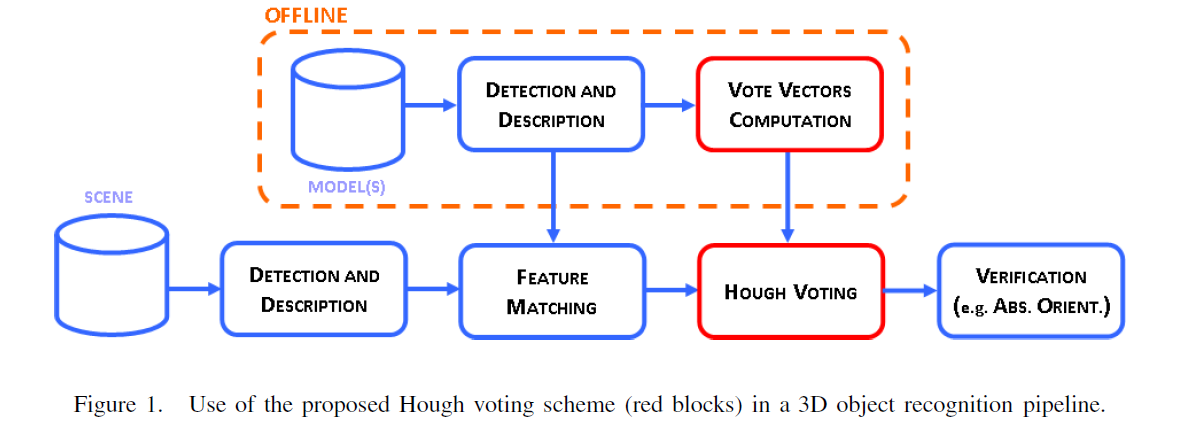 OFFLINE
DETECTION AND
DESCRIPTION
VOTE VECTORS
COMPUTATION
MODEL(S)
SCENE
DETECTION AND
DESCRIPTION
FEATURE
MATCHING
HOUGH VOTING
VERIFICATION
(e.g. ABS. ORIENT.)
Figure 1. Use of the proposed Hough voting scheme (red blocks) in a 3D object recognition pipeline.